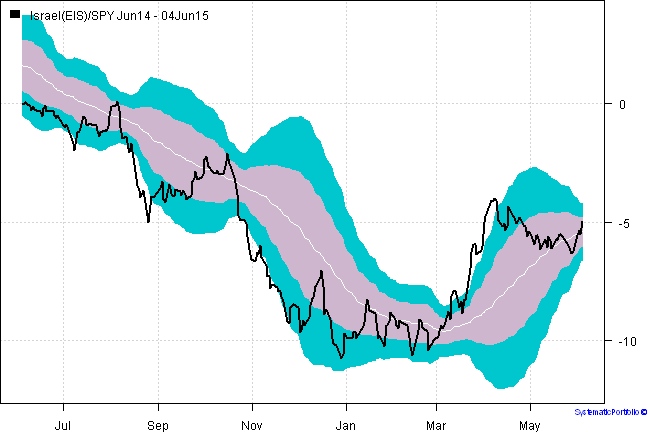 Israel(EIS)/SPY Jun14 - 04Jun15
0
-5
-10
Jul Sep Nov Jan Mar May
SystematicPortfolio ©